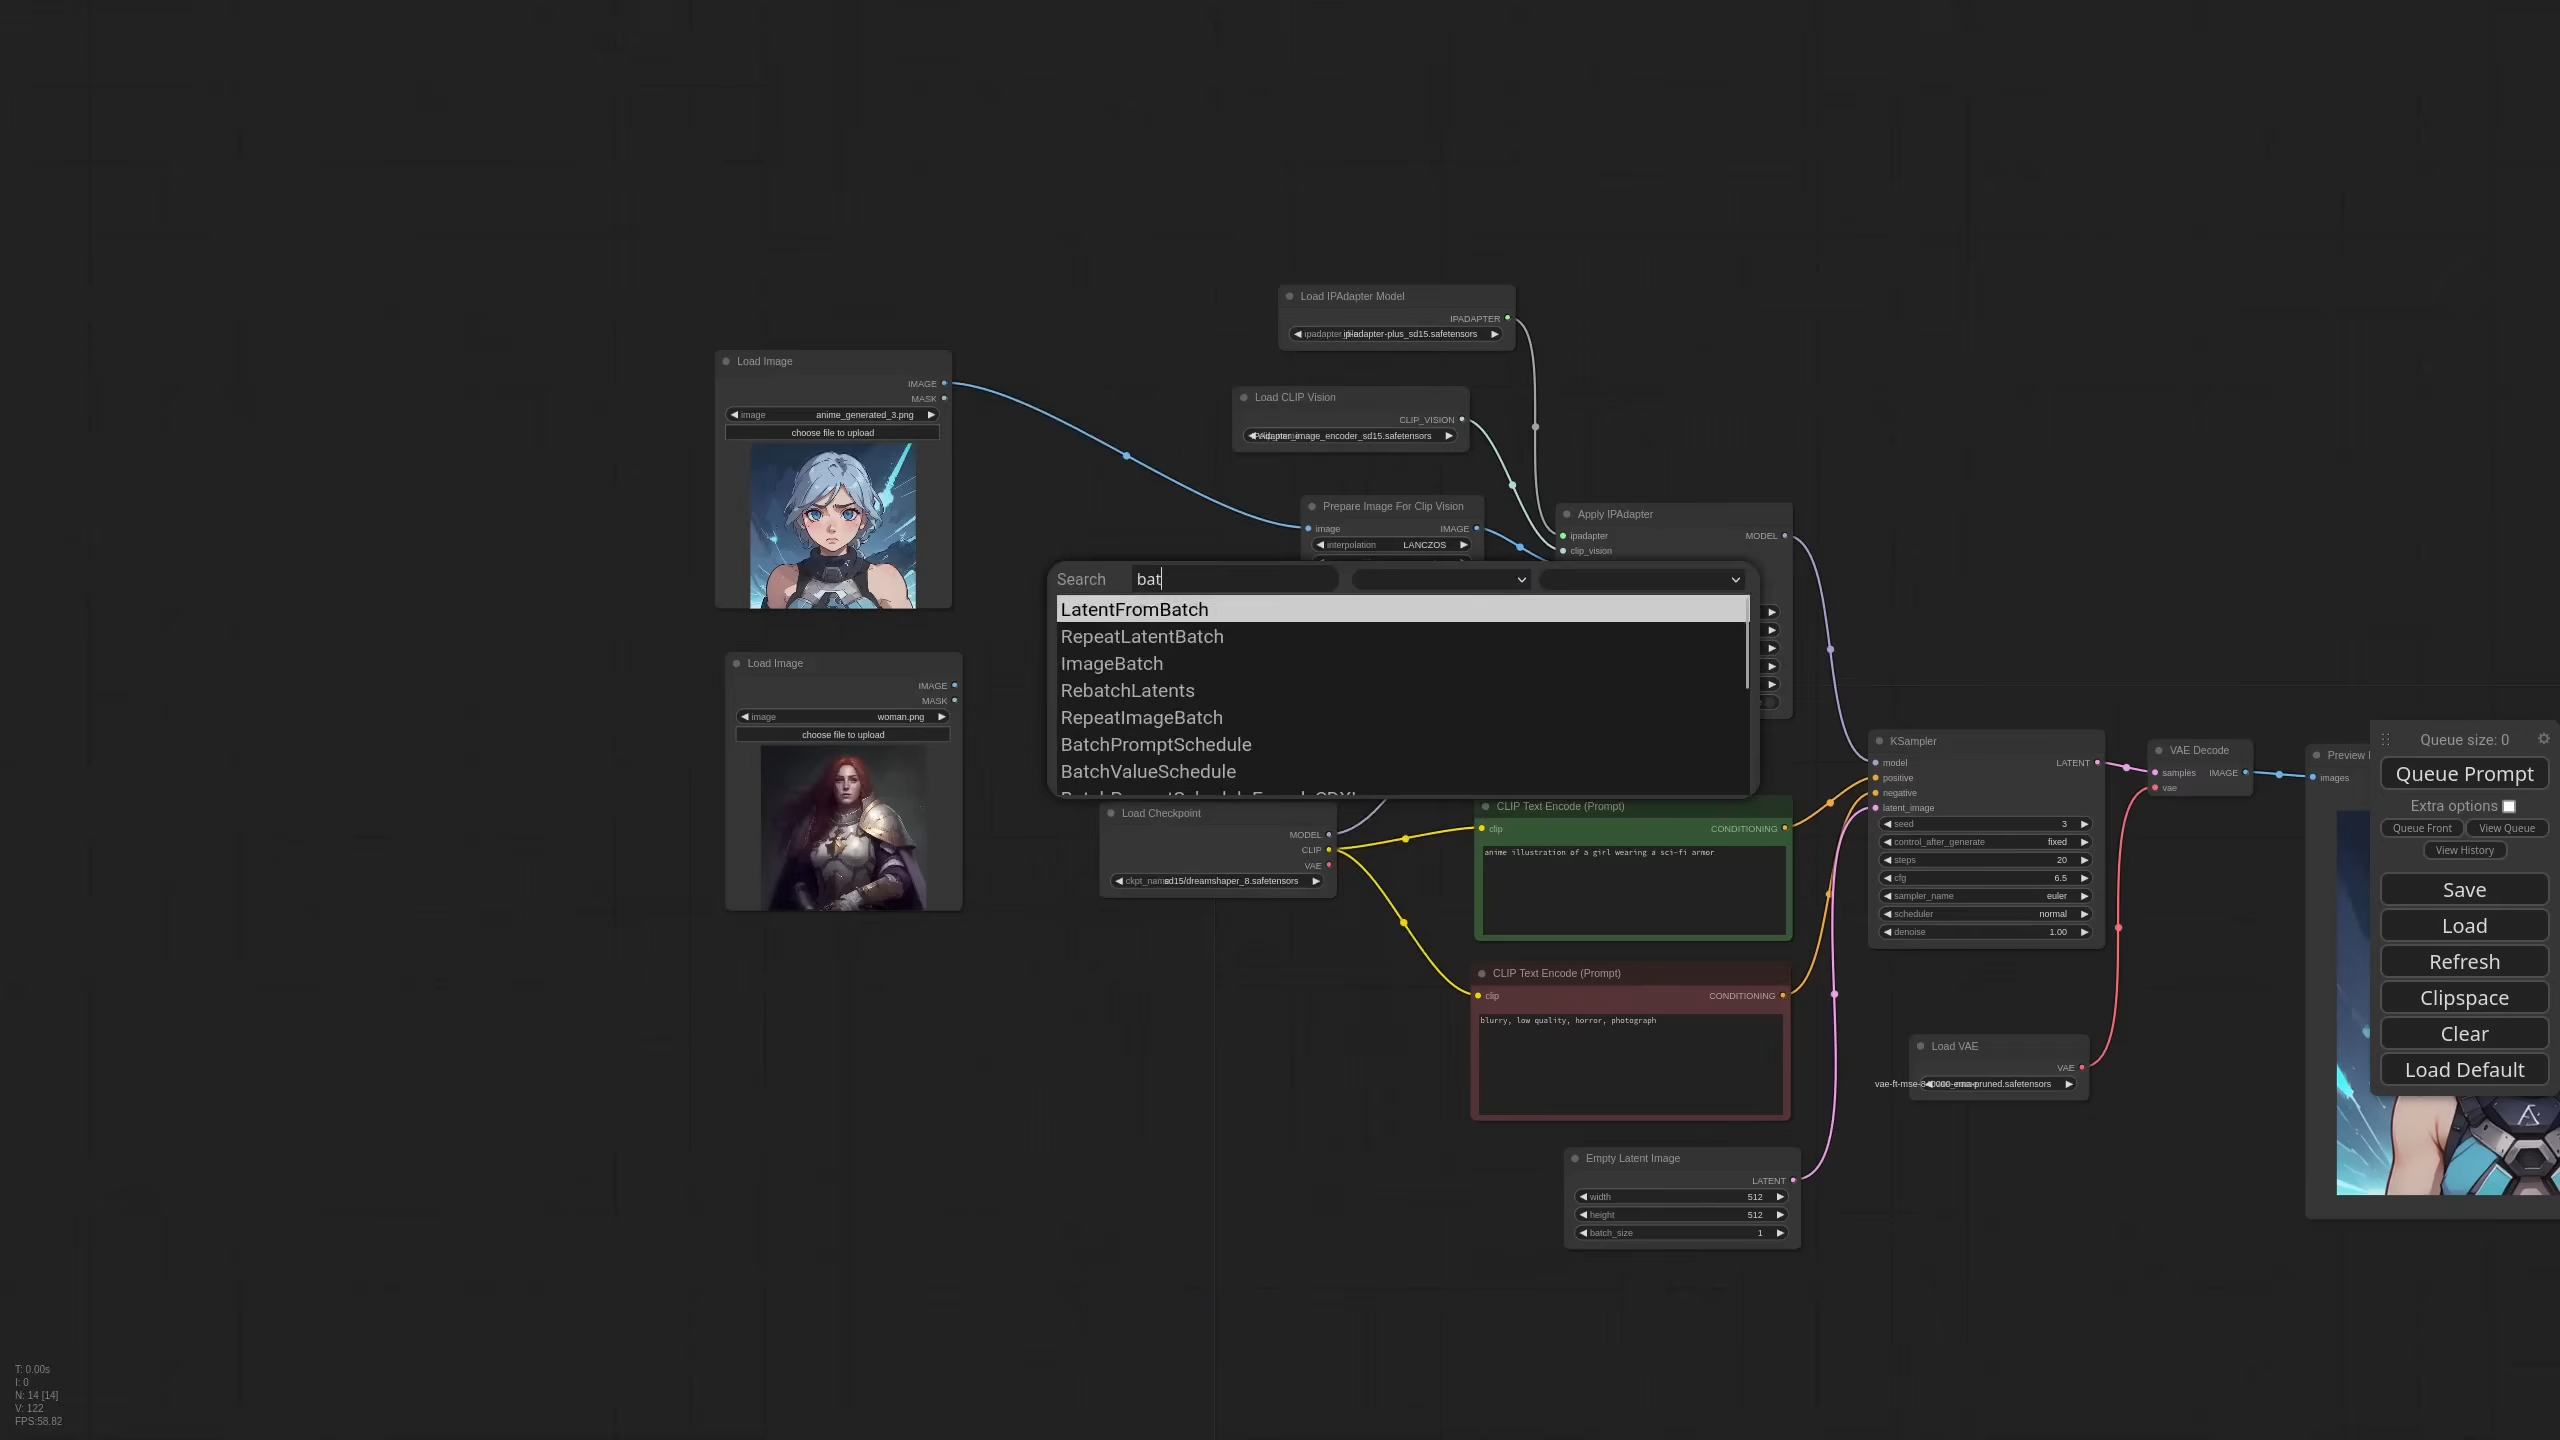 Load IPAdapter Model
IPADAPTER
ip-adapter-plus_sd15.safetensors
Load Image
IMAGE
MASK
image anime_generated_3.png
choose file to upload
Load CLIP Vision
CLIP_VISION
image_encoder_sd15.safetensors
Prepare Image For Clip Vision
image IMAGE
interpolation LANCZOS
Apply IPAdapter
ipadapter MODEL
clip_vision
Search bat
LatentFromBatch
RepeatLatentBatch
ImageBatch
RebatchLatents
RepeatImageBatch
BatchPromptSchedule
BatchValueSchedule
Load Image
IMAGE
MASK
image woman.png
choose file to upload
Load Checkpoint
MODEL
CLIP
VAE
ckpt_name sd15/dreamshaper_8.safetensors
CLIP Text Encode (Prompt)
clip CONDITIONING
anime illustration of a girl wearing a sci-fi armor
CLIP Text Encode (Prompt)
clip CONDITIONING
blurry, low quality, horror, photograph
Empty Latent Image
LATENT
width 512
height 512
batch_size 1
KSampler
model LATENT
positive
negative
latent_image
seed 3
control_after_generate fixed
steps 20
cfg 6.5
sampler_name euler
scheduler normal
denoise 1.00
VAE Decode
samples IMAGE
vae
Load VAE
VAE
Preview
images
Queue size: 0
Queue Prompt
Extra options
Queue Front View Queue
View History
Save
Load
Refresh
Clipspace
Clear
Load Default
T: 0.00s
I: 0
N: 14 [14]
V: 122
FPS:58.82